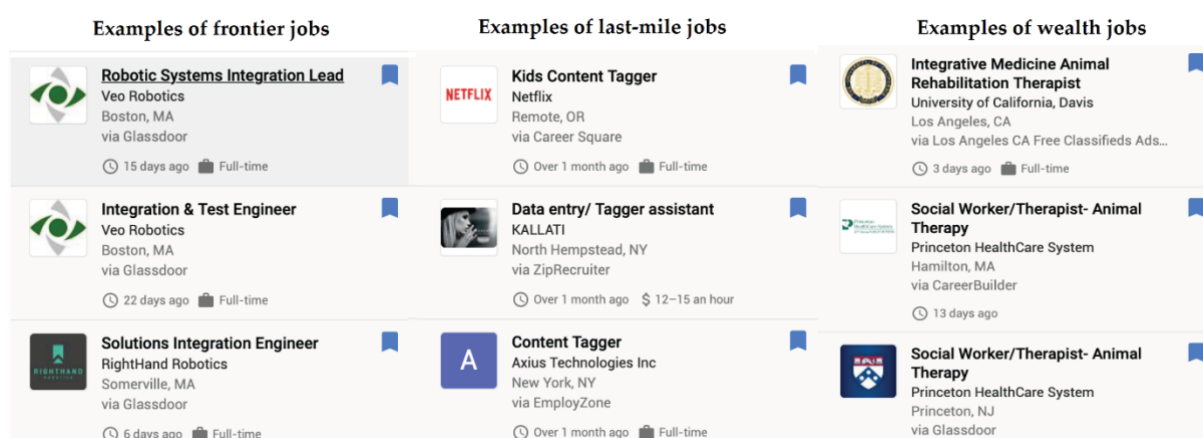 Examples of frontier jobs
Robotic Systems Integration Lead
Veo Robotics
Boston, MA
via Glassdoor
15 days ago Full-time
Integration & Test Engineer
Veo Robotics
Boston, MA
via Glassdoor
22 days ago Full-time
RIGHTHAND
Solutions Integration Engineer
RightHand Robotics
Somerville, MA
via Glassdoor
6 days ago Full-time
Examples of last-mile jobs
NETFLIX
Kids Content Tagger
Netflix
Remote, OR
via Career Square
Over 1 month ago Full-time
Data entry/ Tagger assistant
KALLATI
North Hempstead, NY
via ZipRecruiter
Over 1 month ago $ 12–15 an hour
A
Content Tagger
Axius Technologies Inc
New York, NY
via EmployZone
Over 1 month ago Full-time
Examples of wealth jobs
Integrative Medicine Animal
Rehabilitation Therapist
University of California, Davis
Los Angeles, CA
via Los Angeles CA Free Classifieds Ads...
3 days ago Full-time
Social Worker/Therapist- Animal
Therapy
Princeton HealthCare System
Hamilton, MA
via CareerBuilder
13 days ago
Social Worker/Therapist- Animal
Therapy
Princeton HealthCare System
Princeton, NJ
via Glassdoor